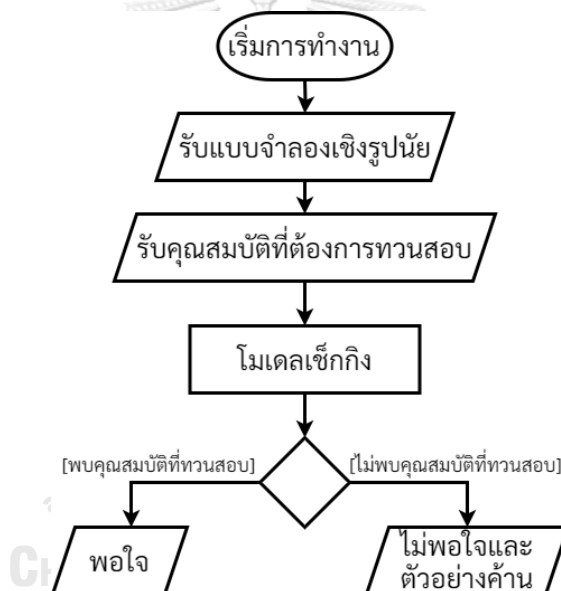 เริ่มการทำงาน
รับแบบจำลองเชิงรูปนัย
รับคุณสมบัติที่ต้องการทวนสอบ
โมเดลเช็กกิง
[พบคุณสมบัติที่ทวนสอบ]
[ไม่พบคุณสมบัติที่ทวนสอบ]
พอใจ
ไม่พอใจและ
ตัวอย่างค้าน